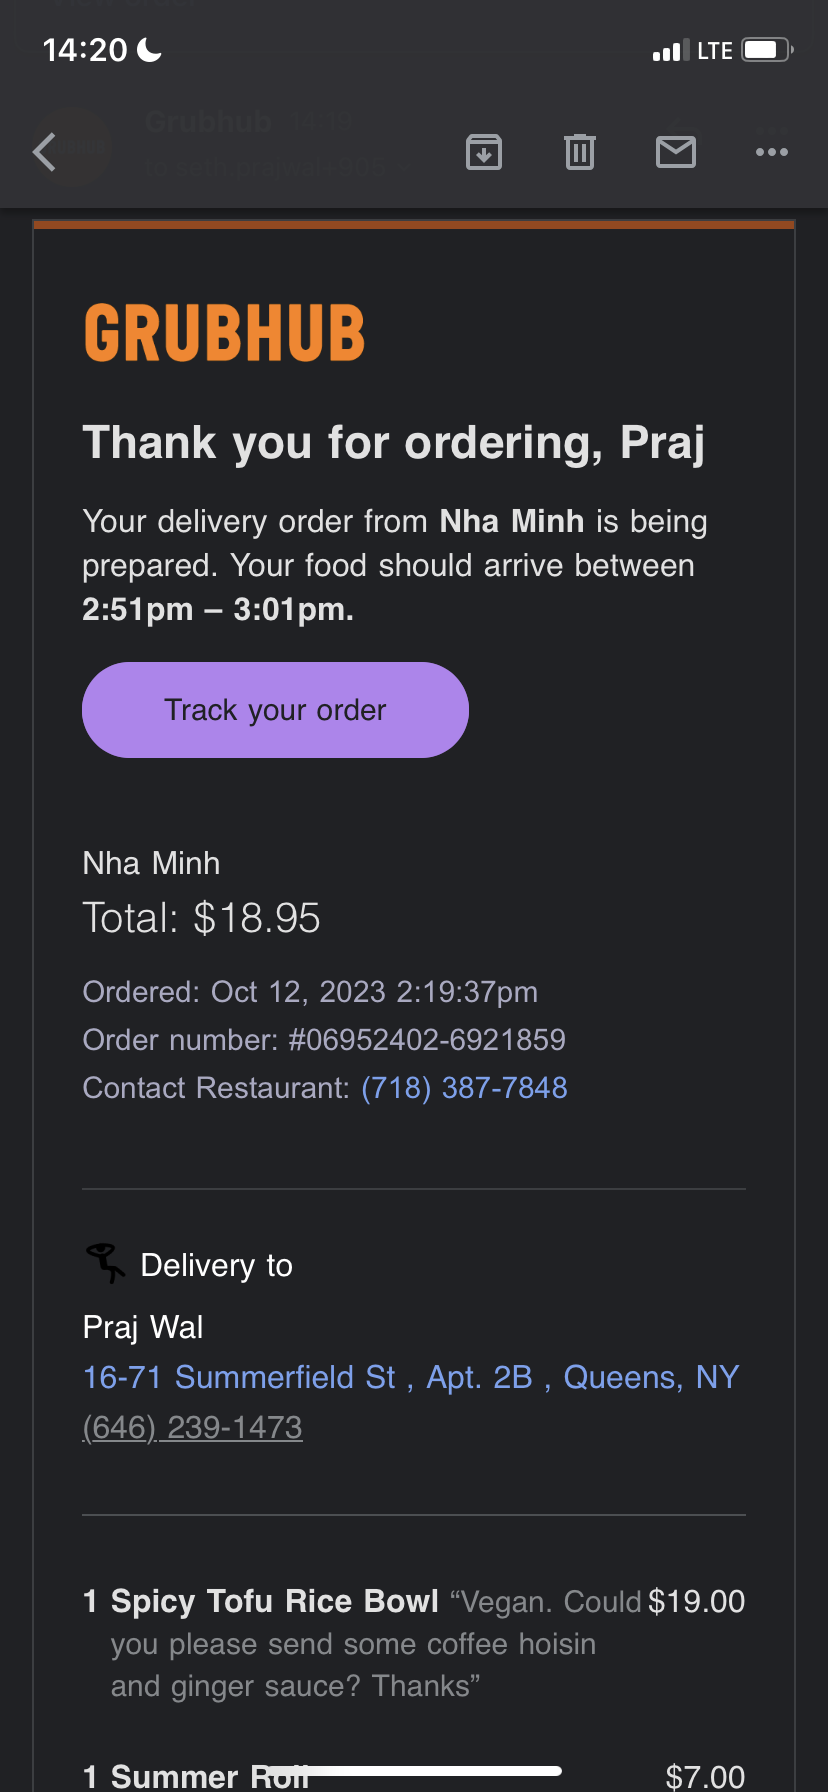 14:20 LTE
Grubhub 14:19
GRUBHUB
Thank you for ordering, Praj
Your delivery order from Nha Minh is being
prepared. Your food should arrive between
2:51pm – 3:01pm.
Track your order
Nha Minh
Total: $18.95
Ordered: Oct 12, 2023 2:19:37pm
Order number: #06952402-6921859
Contact Restaurant: (718) 387-7848
Delivery to
Praj Wal
16-71 Summerfield St , Apt. 2B , Queens, NY
(646) 239-1473
1 Spicy Tofu Rice Bowl “Vegan. Could $19.00
you please send some coffee hoisin
and ginger sauce? Thanks”
1 Summer Roll $7.00